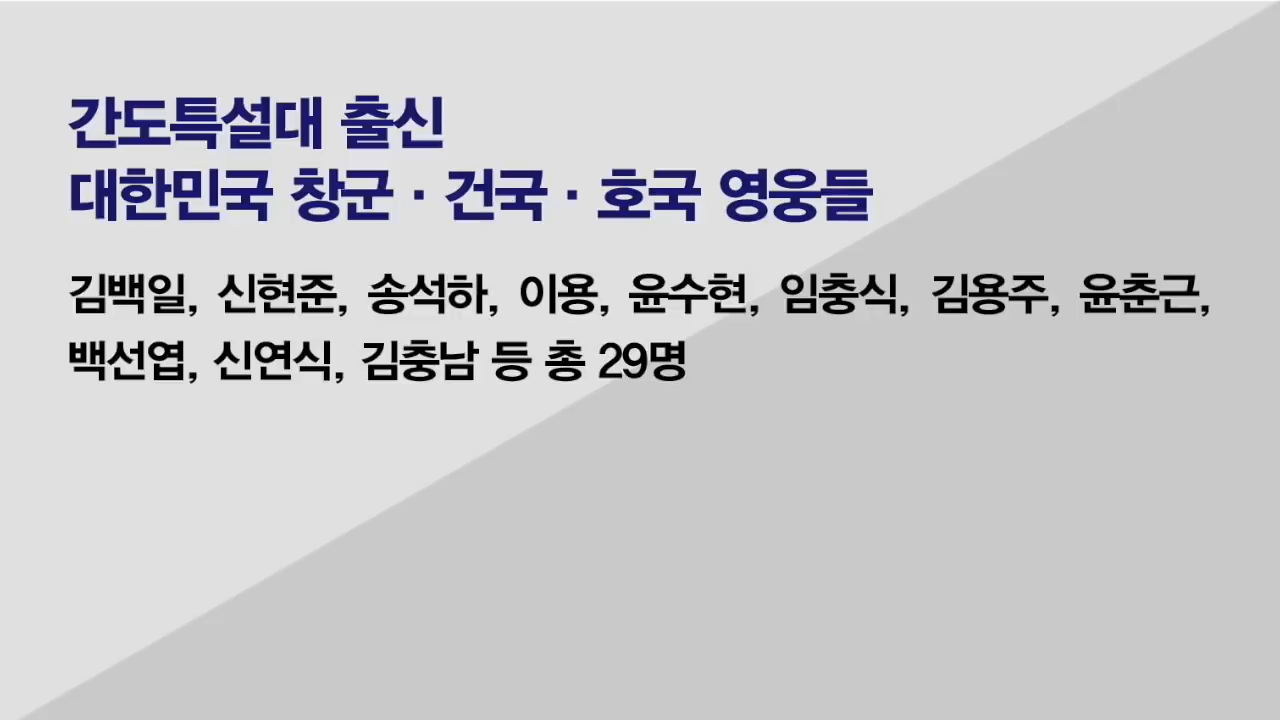 간도특설대 출신
대한민국 창군 · 건국 · 호국 영웅들
김백일, 신현준, 송석하, 이용, 윤수현, 임충식, 김용주, 윤춘근,
백선엽, 신연식, 김충남 등 총 29명